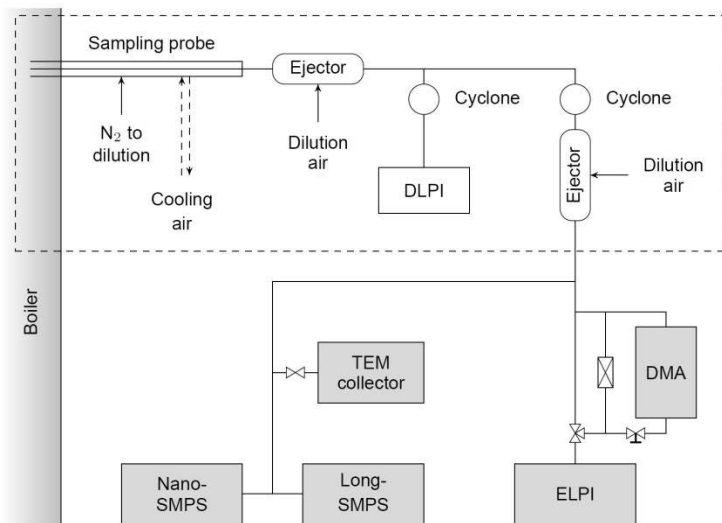 Sampling probe
Ejector
Cyclone
Cyclone
N₂ to
dilution
Dilution
air
Cooling
air
DLPI
Ejector
Dilution
air
Boiler
TEM
collector
DMA
Nano-
SMPS
Long-
SMPS
ELPI